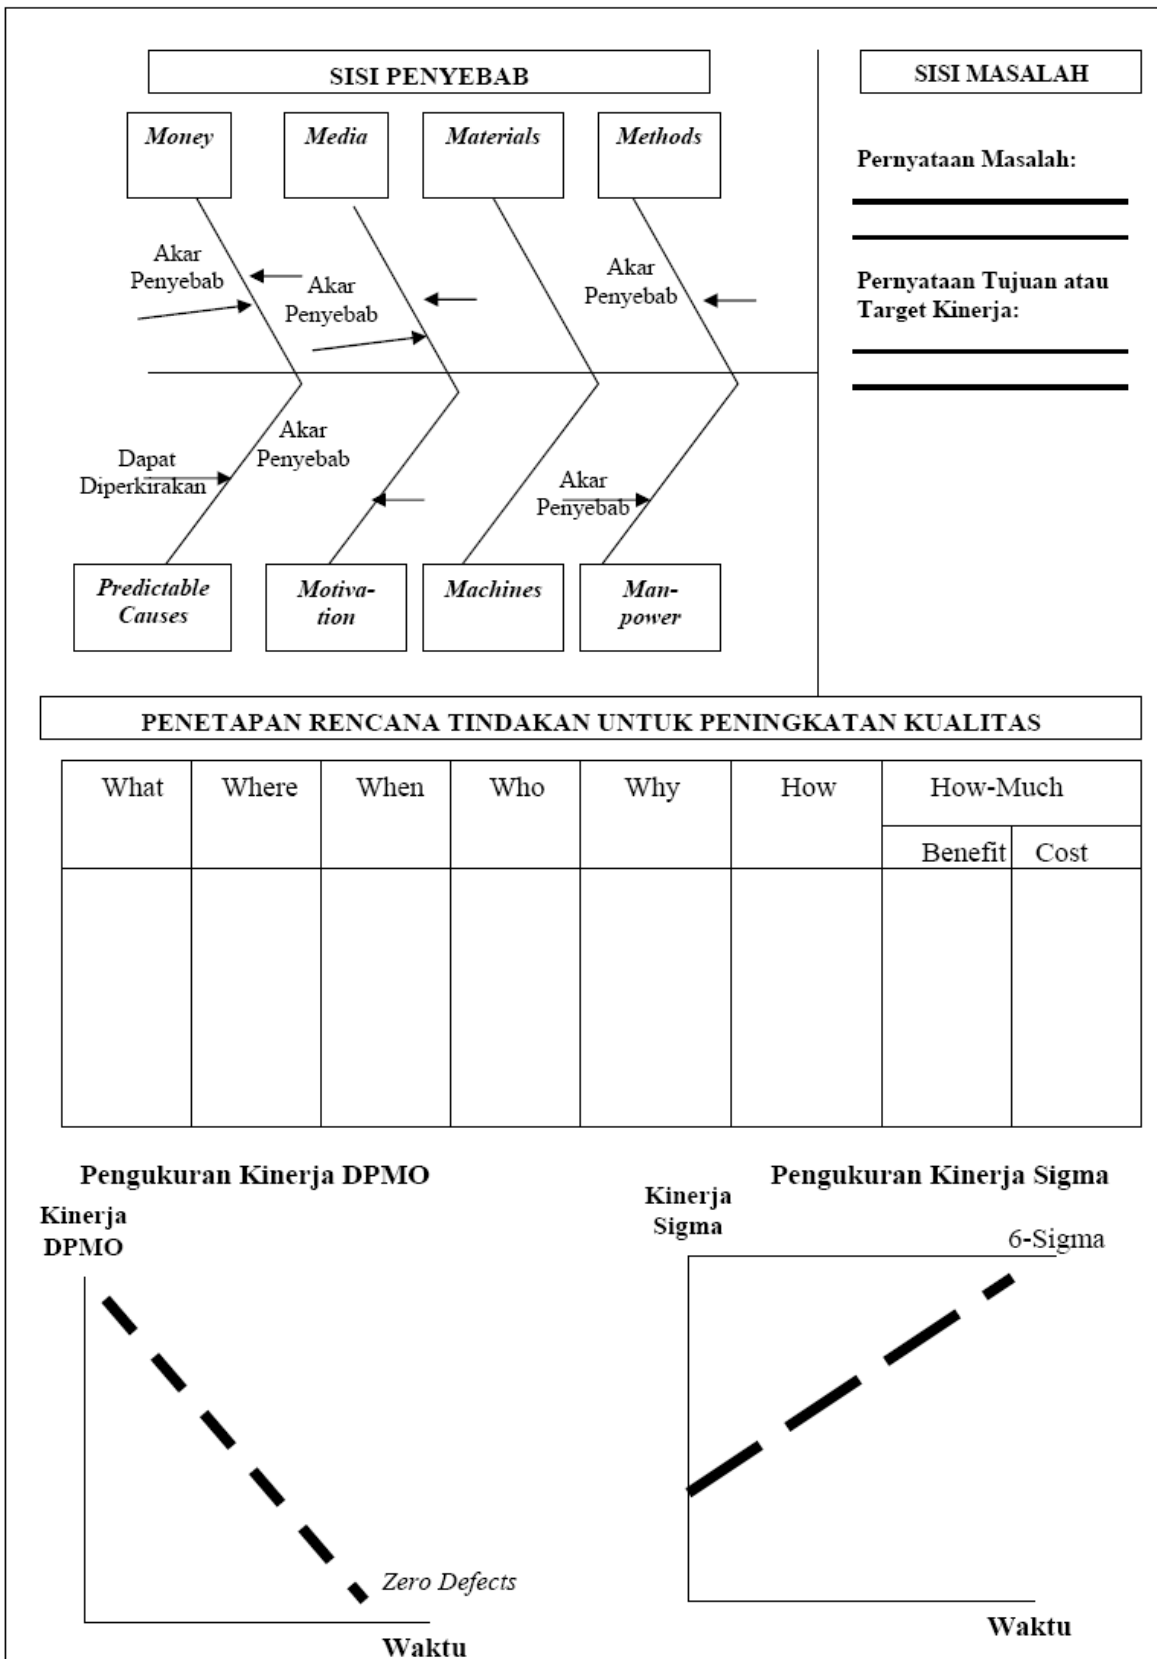 SISI PENYEBAB
SISI MASALAH
Money
Media
Materials
Methods
Pernyataan Masalah:
Akar
Penyebab
Akar
Penyebab
Akar
Penyebab
Pernyataan Tujuan atau
Target Kinerja:
Akar
Penyebab
Dapat
Diperkirakan
Akar
Penyebab
Predictable
Causes
Motiva-
tion
Machines
Man-
power
PENETAPAN RENCANA TINDAKAN UNTUK PENINGKATAN KUALITAS
What
Where
When
Who
Why
How
How-Much
Benefit
Cost
Pengukuran Kinerja DPMO
Kinerja
DPMO
Zero Defects
Waktu
Pengukuran Kinerja Sigma
Kinerja
Sigma
6-Sigma
Waktu